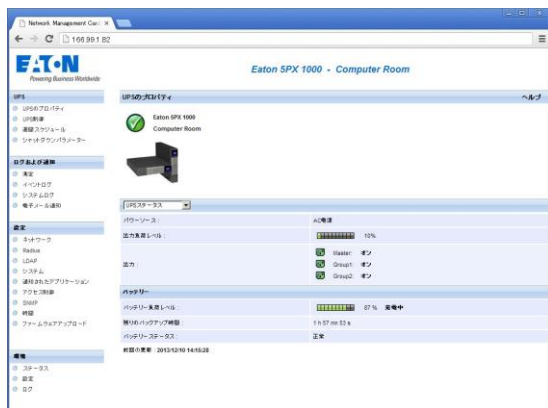 Network Management Card
166.99.1.82
EATON
Powering Business Worldwide
Eaton 5PX 1000 - Computer Room
UPS
UPSのプロパティ
UPS制御
週間スケジュール
シャットダウンパラメーター
ログおよび通知
測定
イベントログ
システムログ
電子メール通知
設定
ネットワーク
Radius
LDAP
システム
通知されたアプリケーション
アクセス制御
SNMP
時間
ファームウェアアップロード
環境
ステータス
設定
ログ
UPSのプロパティ
ヘルプ
Eaton 5PX 1000
Computer Room
UPSステータス
パワーソース :
AC電源
出力負荷レベル :
10%
出力 :
Master: オン
Group1: オン
Group2: オン
バッテリー
バッテリー負荷レベル :
87 % 充電中
残りのバックアップ時間 :
1 h 57 mn 53 s
バッテリーステータス :
正常
前回の更新 : 2013/12/10 14:15:28